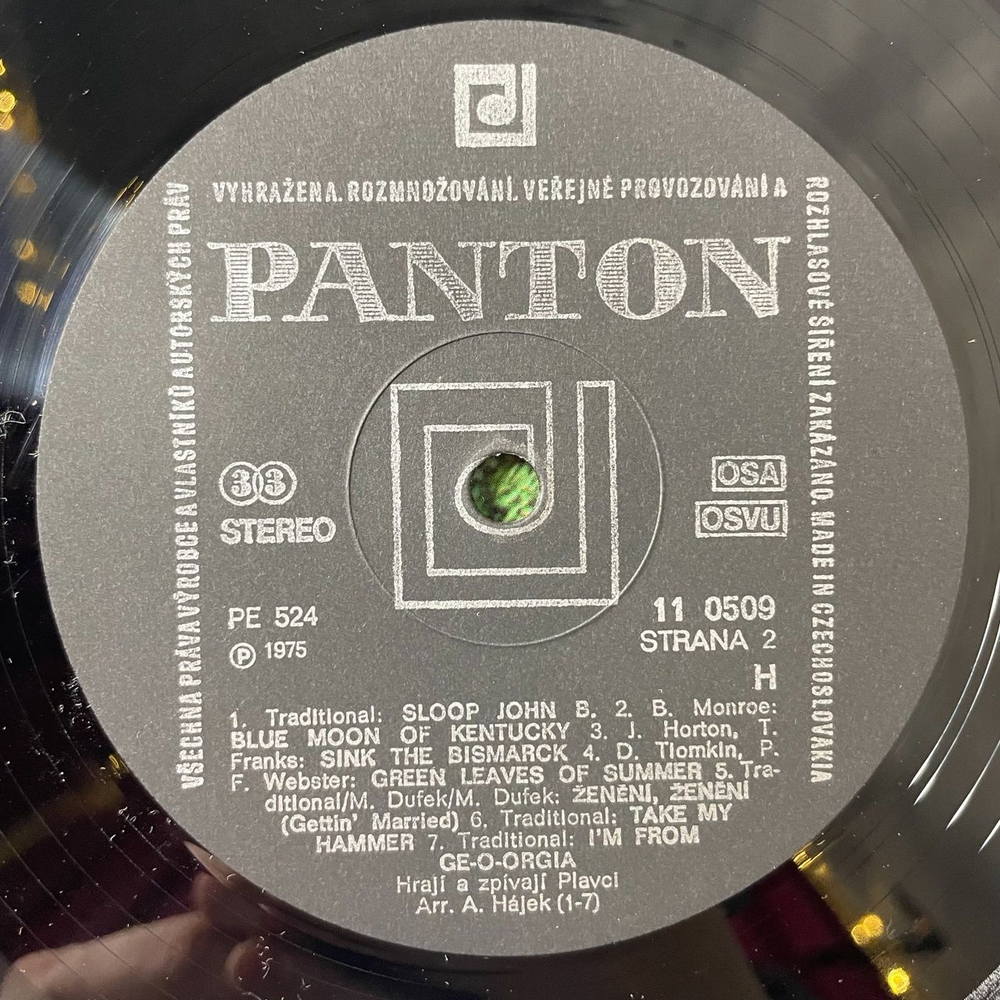 VŠECHNA PRÁVA VÝROBCE A VLASTNÍKŮ AUTORSKÝCH PRÁV
VYHRAŽENA. ROZMNOŽOVÁNÍ. VEŘEJNÉ PROVOZOVÁNÍ A
ROZHLASOVÉ ŠÍŘENÍ ZAKÁZÁNO. MADE IN CZECHOSLOVAKIA
PANTON
33
STEREO
OSA
OSVU
PE 524
Ⓟ 1975
11 0509
STRANA 2
H
1. Traditional: SLOOP JOHN B. 2. B. Monroe:
BLUE MOON OF KENTUCKY 3. J. Horton, T.
Franks: SINK THE BISMARCK 4. D. Tiomkin, P.
F. Webster: GREEN LEAVES OF SUMMER 5. Tra-
ditional/M. Dufek/M. Dufek: ŽENĚNÍ, ŽENĚNÍ
(Gettin' Married) 6. Traditional: TAKE MY
HAMMER 7. Traditional: I'M FROM
GE-O-ORGIA
Hrají a zpívají Plavci
Arr. A. Hájek (1-7)